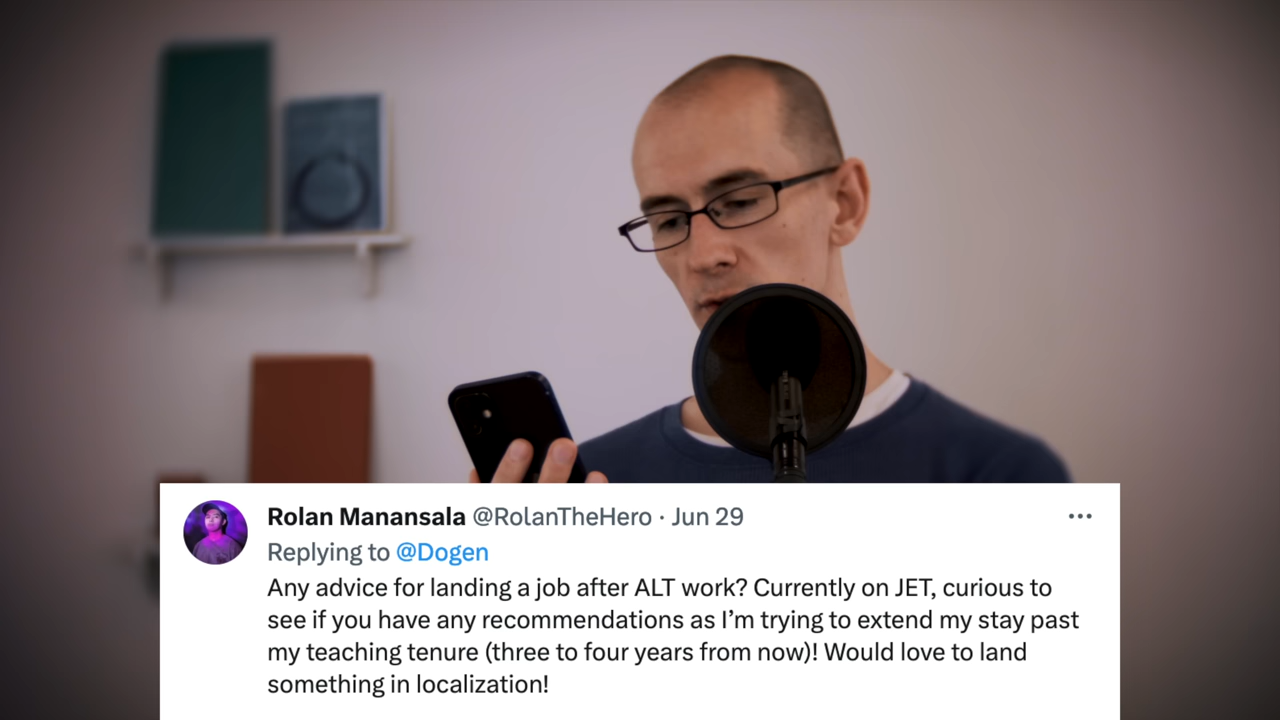 Rolan Manansala @RolanTheHero · Jun 29
Replying to @Dogen
Any advice for landing a job after ALT work? Currently on JET, curious to
see if you have any recommendations as I’m trying to extend my stay past
my teaching tenure (three to four years from now)! Would love to land
something in localization!